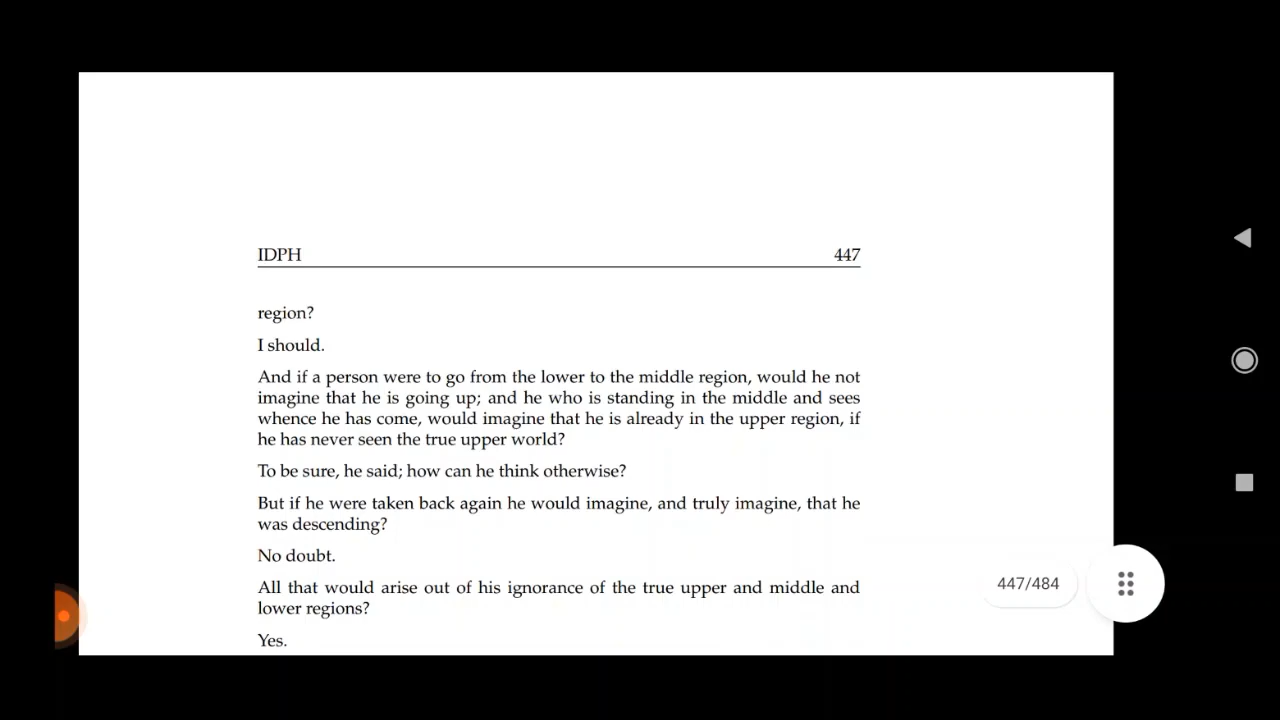 IDPH 447
region?
I should.
And if a person were to go from the lower to the middle region, would he not
imagine that he is going up; and he who is standing in the middle and sees
whence he has come, would imagine that he is already in the upper region, if
he has never seen the true upper world?
To be sure, he said; how can he think otherwise?
But if he were taken back again he would imagine, and truly imagine, that he
was descending?
No doubt.
All that would arise out of his ignorance of the true upper and middle and
lower regions?
Yes.
447/484